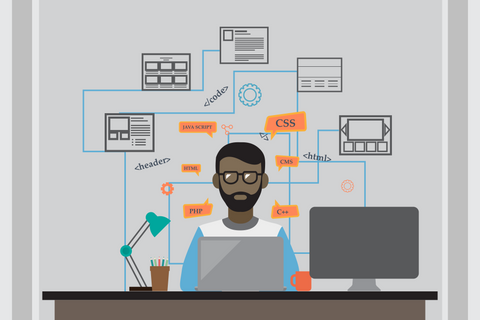 </code>
CSS
JAVA SCRIPT
</>
<header>
<html>
CMS
HTML
PHP
C++